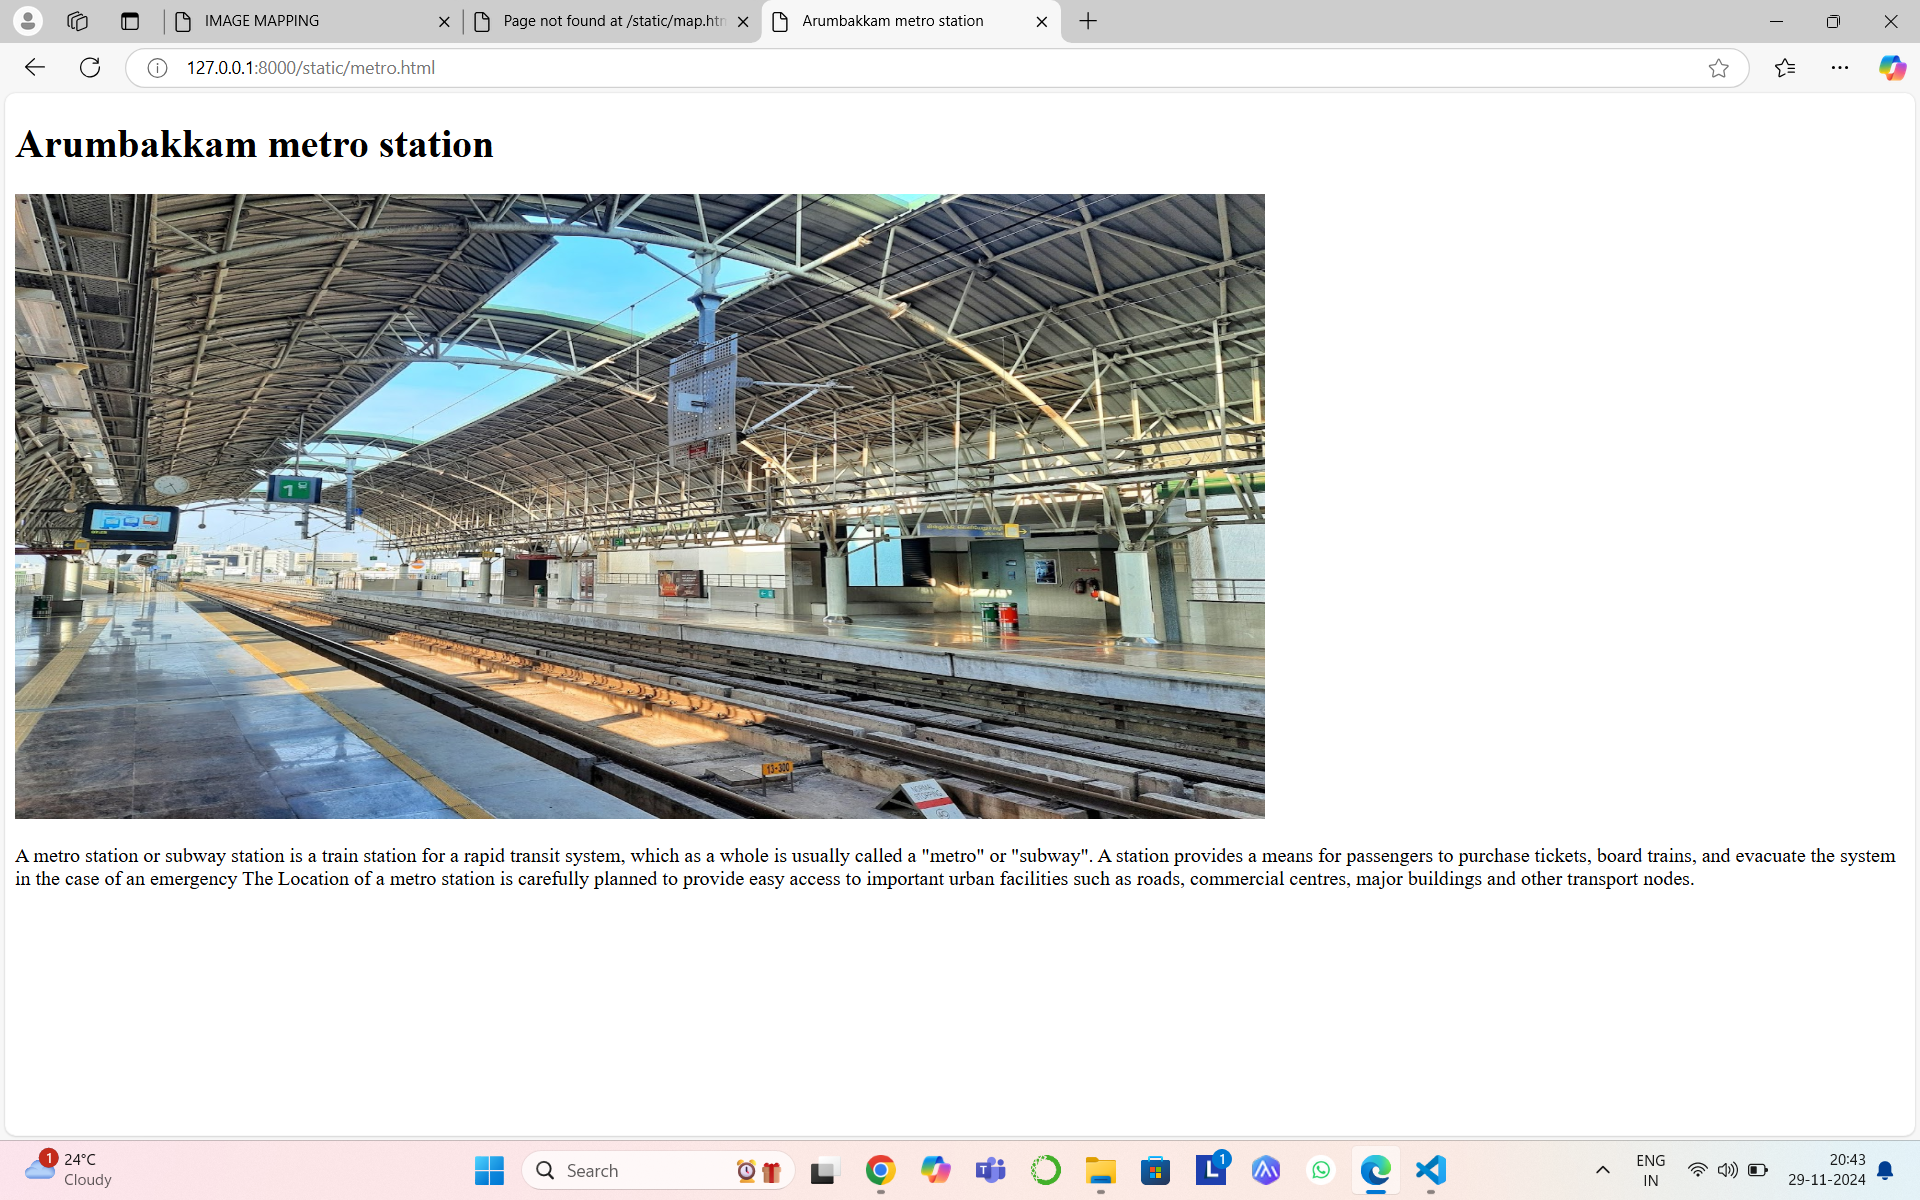 IMAGE MAPPING
Page not found at /static/map.htm
Arumbakkam metro station
127.0.0.1:8000/static/metro.html
Arumbakkam metro station
1
13-300
NORMAL
STOPPING
A metro station or subway station is a train station for a rapid transit system, which as a whole is usually called a "metro" or "subway". A station provides a means for passengers to purchase tickets, board trains, and evacuate the system
in the case of an emergency The Location of a metro station is carefully planned to provide easy access to important urban facilities such as roads, commercial centres, major buildings and other transport nodes.
1
24°C
Cloudy
Search
L
1
ENG
IN
20:43
29-11-2024